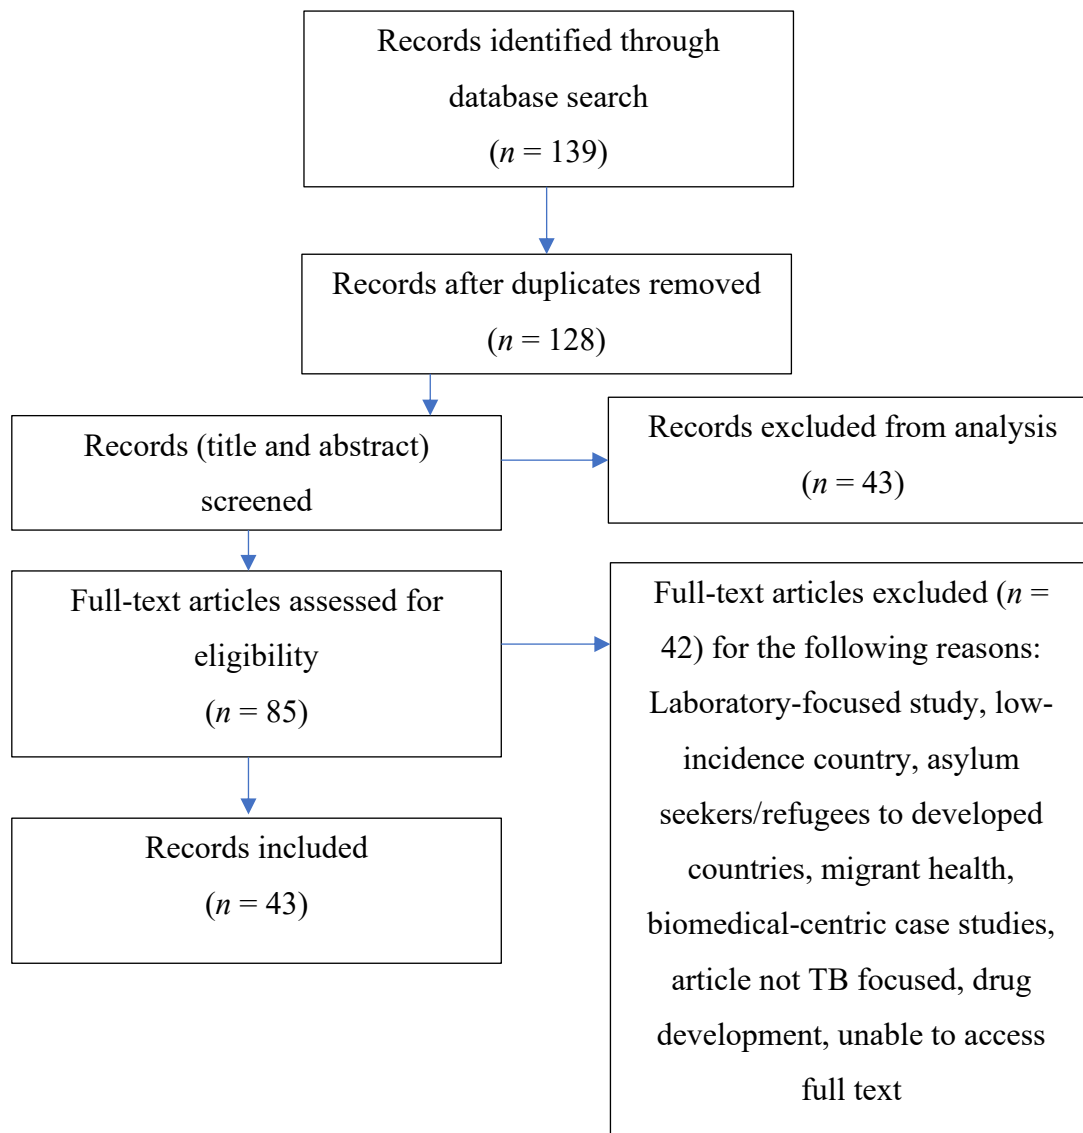 Records identified through
database search
(n = 139)
Records after duplicates removed
(n = 128)
Records (title and abstract)
screened
Records excluded from analysis
(n = 43)
Full-text articles assessed for
eligibility
(n = 85)
Full-text articles excluded (n =
42) for the following reasons:
Laboratory-focused study, low-
incidence country, asylum
seekers/refugees to developed
countries, migrant health,
biomedical-centric case studies,
article not TB focused, drug
development, unable to access
full text
Records included
(n = 43)